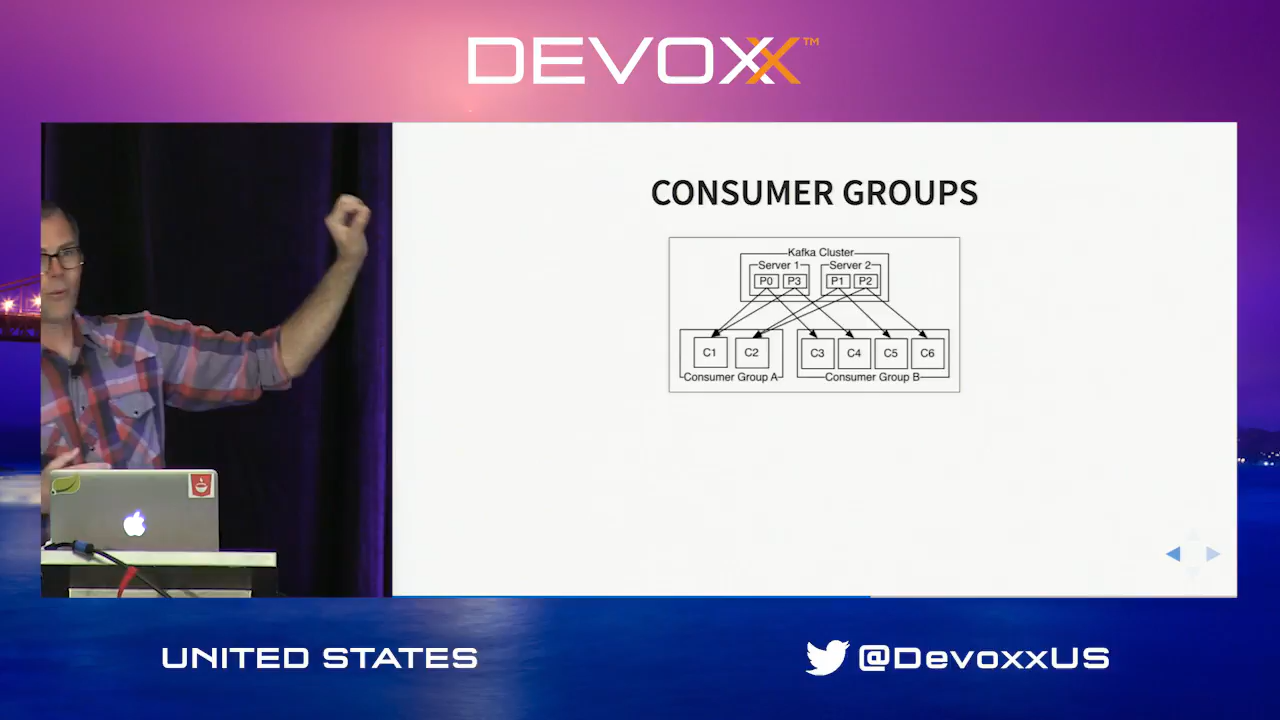 DEVOXX™
CONSUMER GROUPS
Kafka Cluster
Server 1 Server 2
P0 P3 P1 P2
C1 C2 C3 C4 C5 C6
Consumer Group A Consumer Group B
UNITED STATES @DevoxxUS